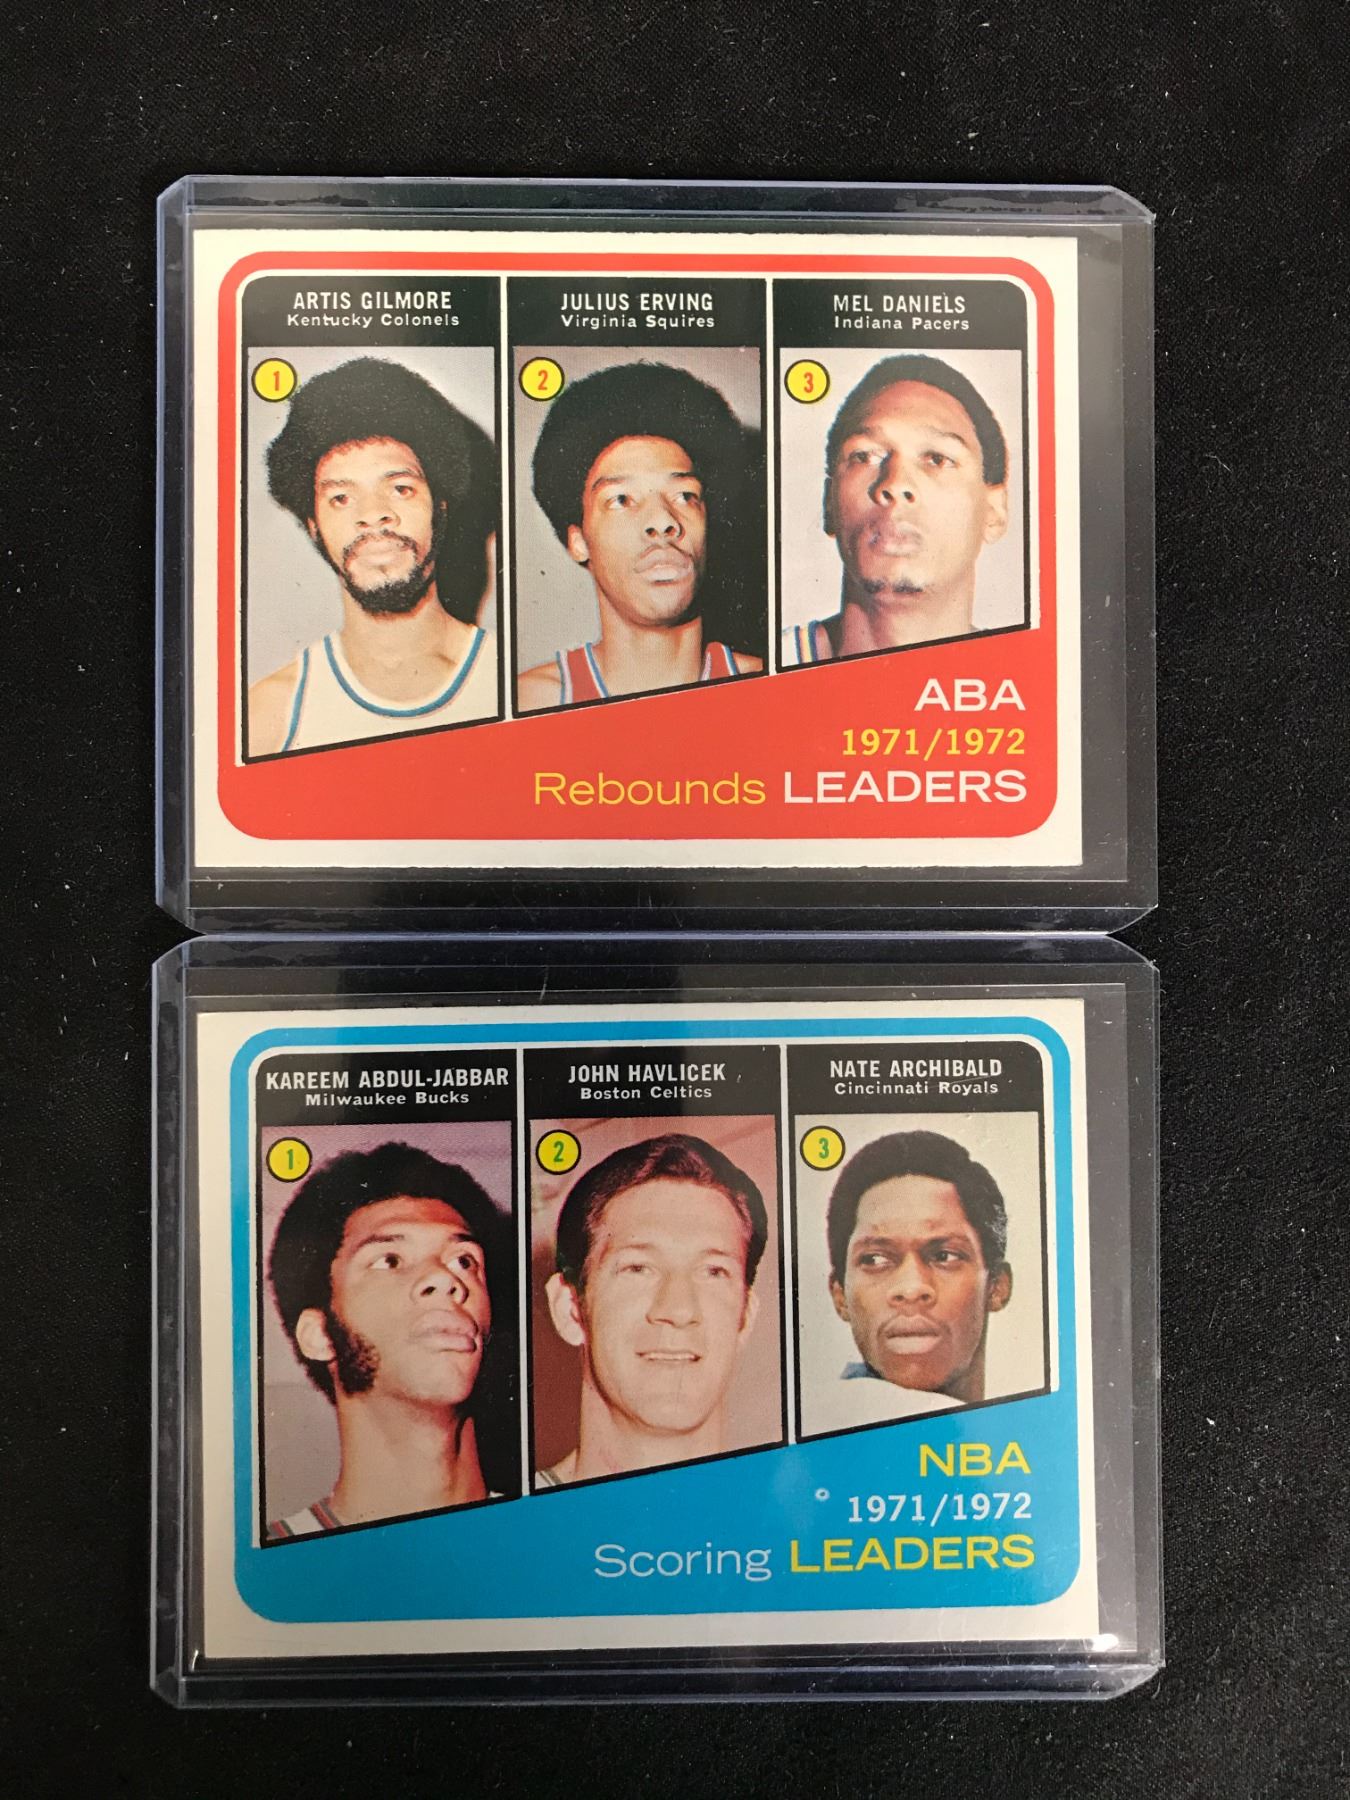 ARTIS GILMORE
Kentucky Colonels
JULIUS ERVING
Virginia Squires
MEL DANIELS
Indiana Pacers
1
2
3
ABA
1971/1972
Rebounds LEADERS
KAREEM ABDUL-JABBAR
Milwaukee Bucks
JOHN HAVLICEK
Boston Celtics
NATE ARCHIBALD
Cincinnati Royals
1
2
3
NBA
1971/1972
Scoring LEADERS